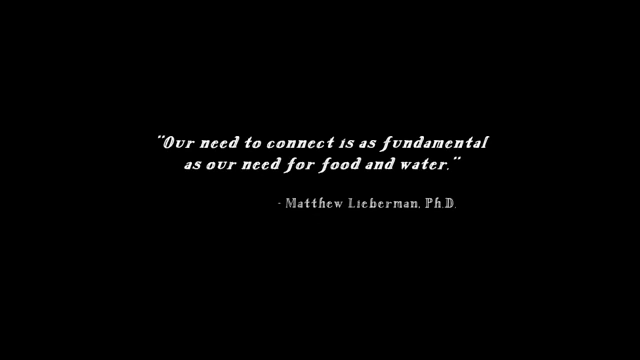 "Our need to connect is as fundamental
as our need for food and water."
- Matthew Lieberman, Ph.D.